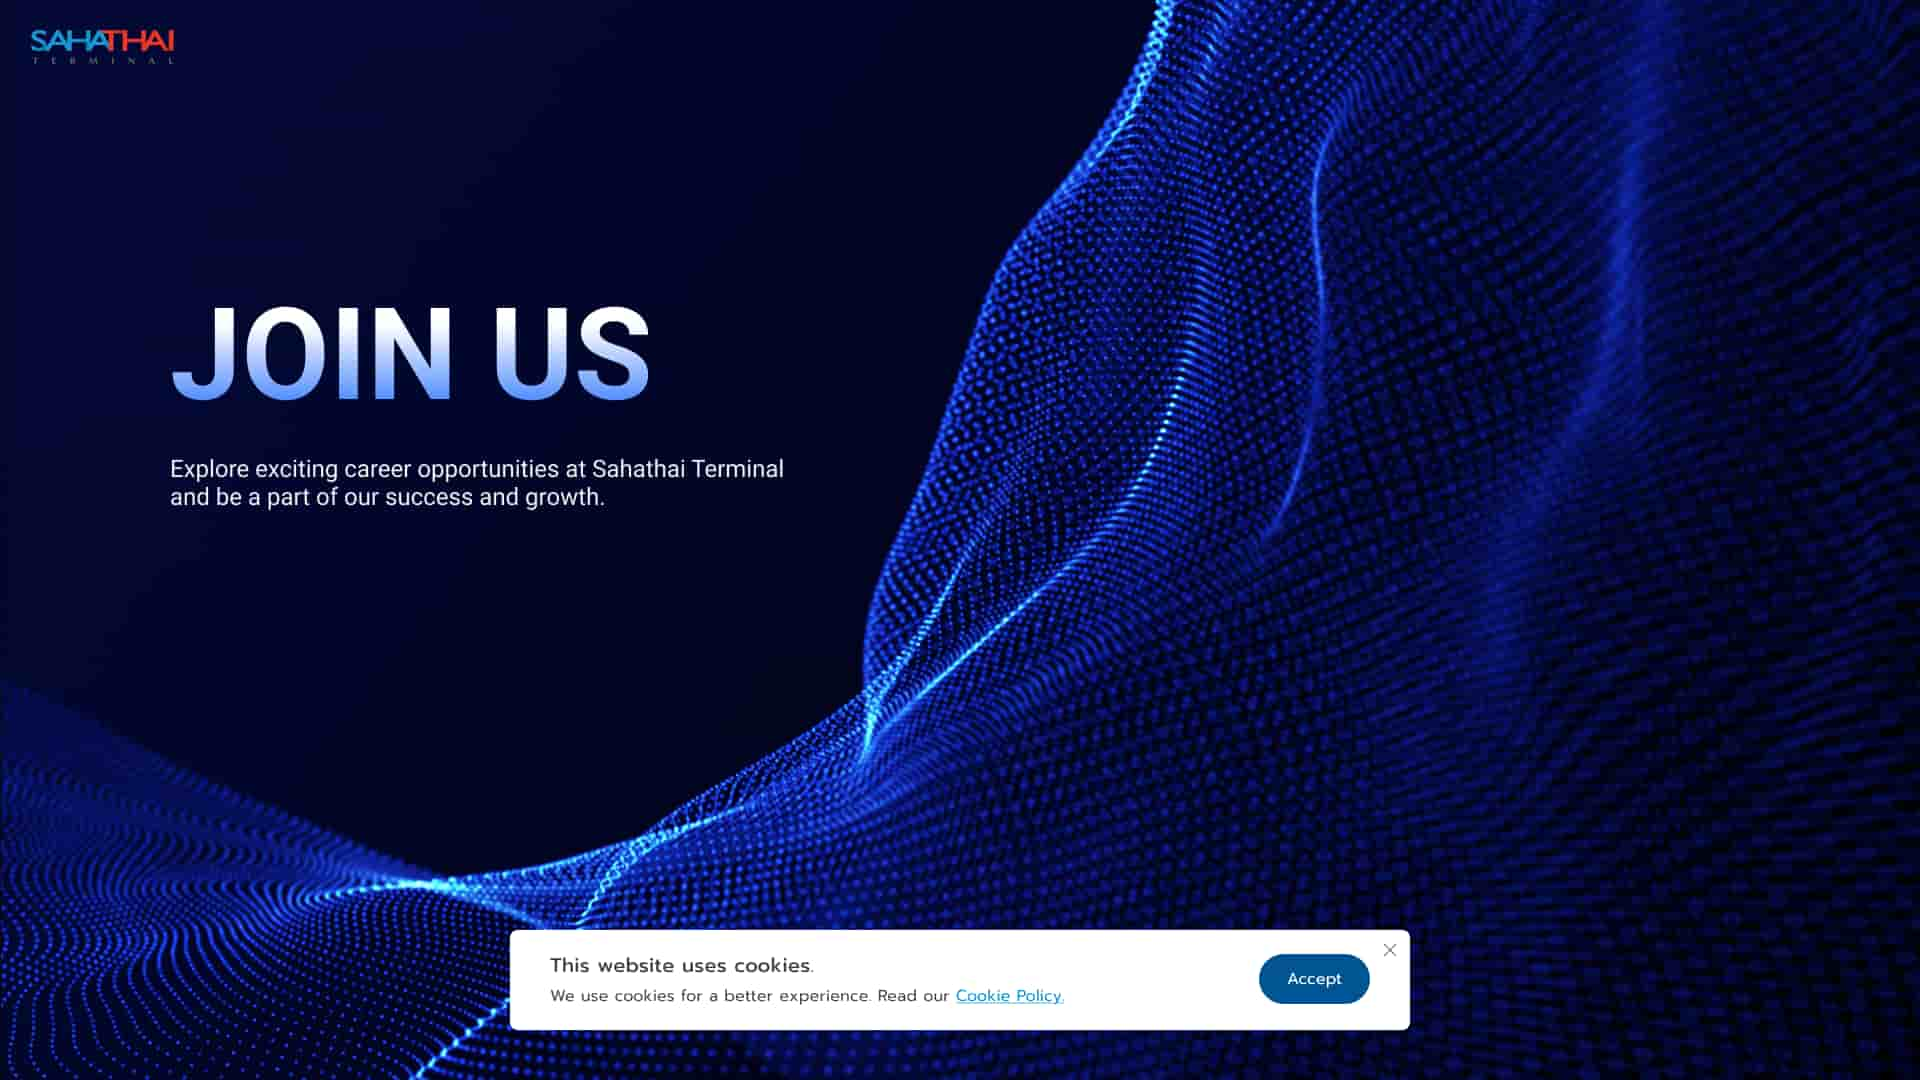 SAHATHAI
TERMINAL
JOIN US
Explore exciting career opportunities at Sahathai Terminal
and be a part of our success and growth.
This website uses cookies.
We use cookies for a better experience. Read our Cookie Policy.
Accept